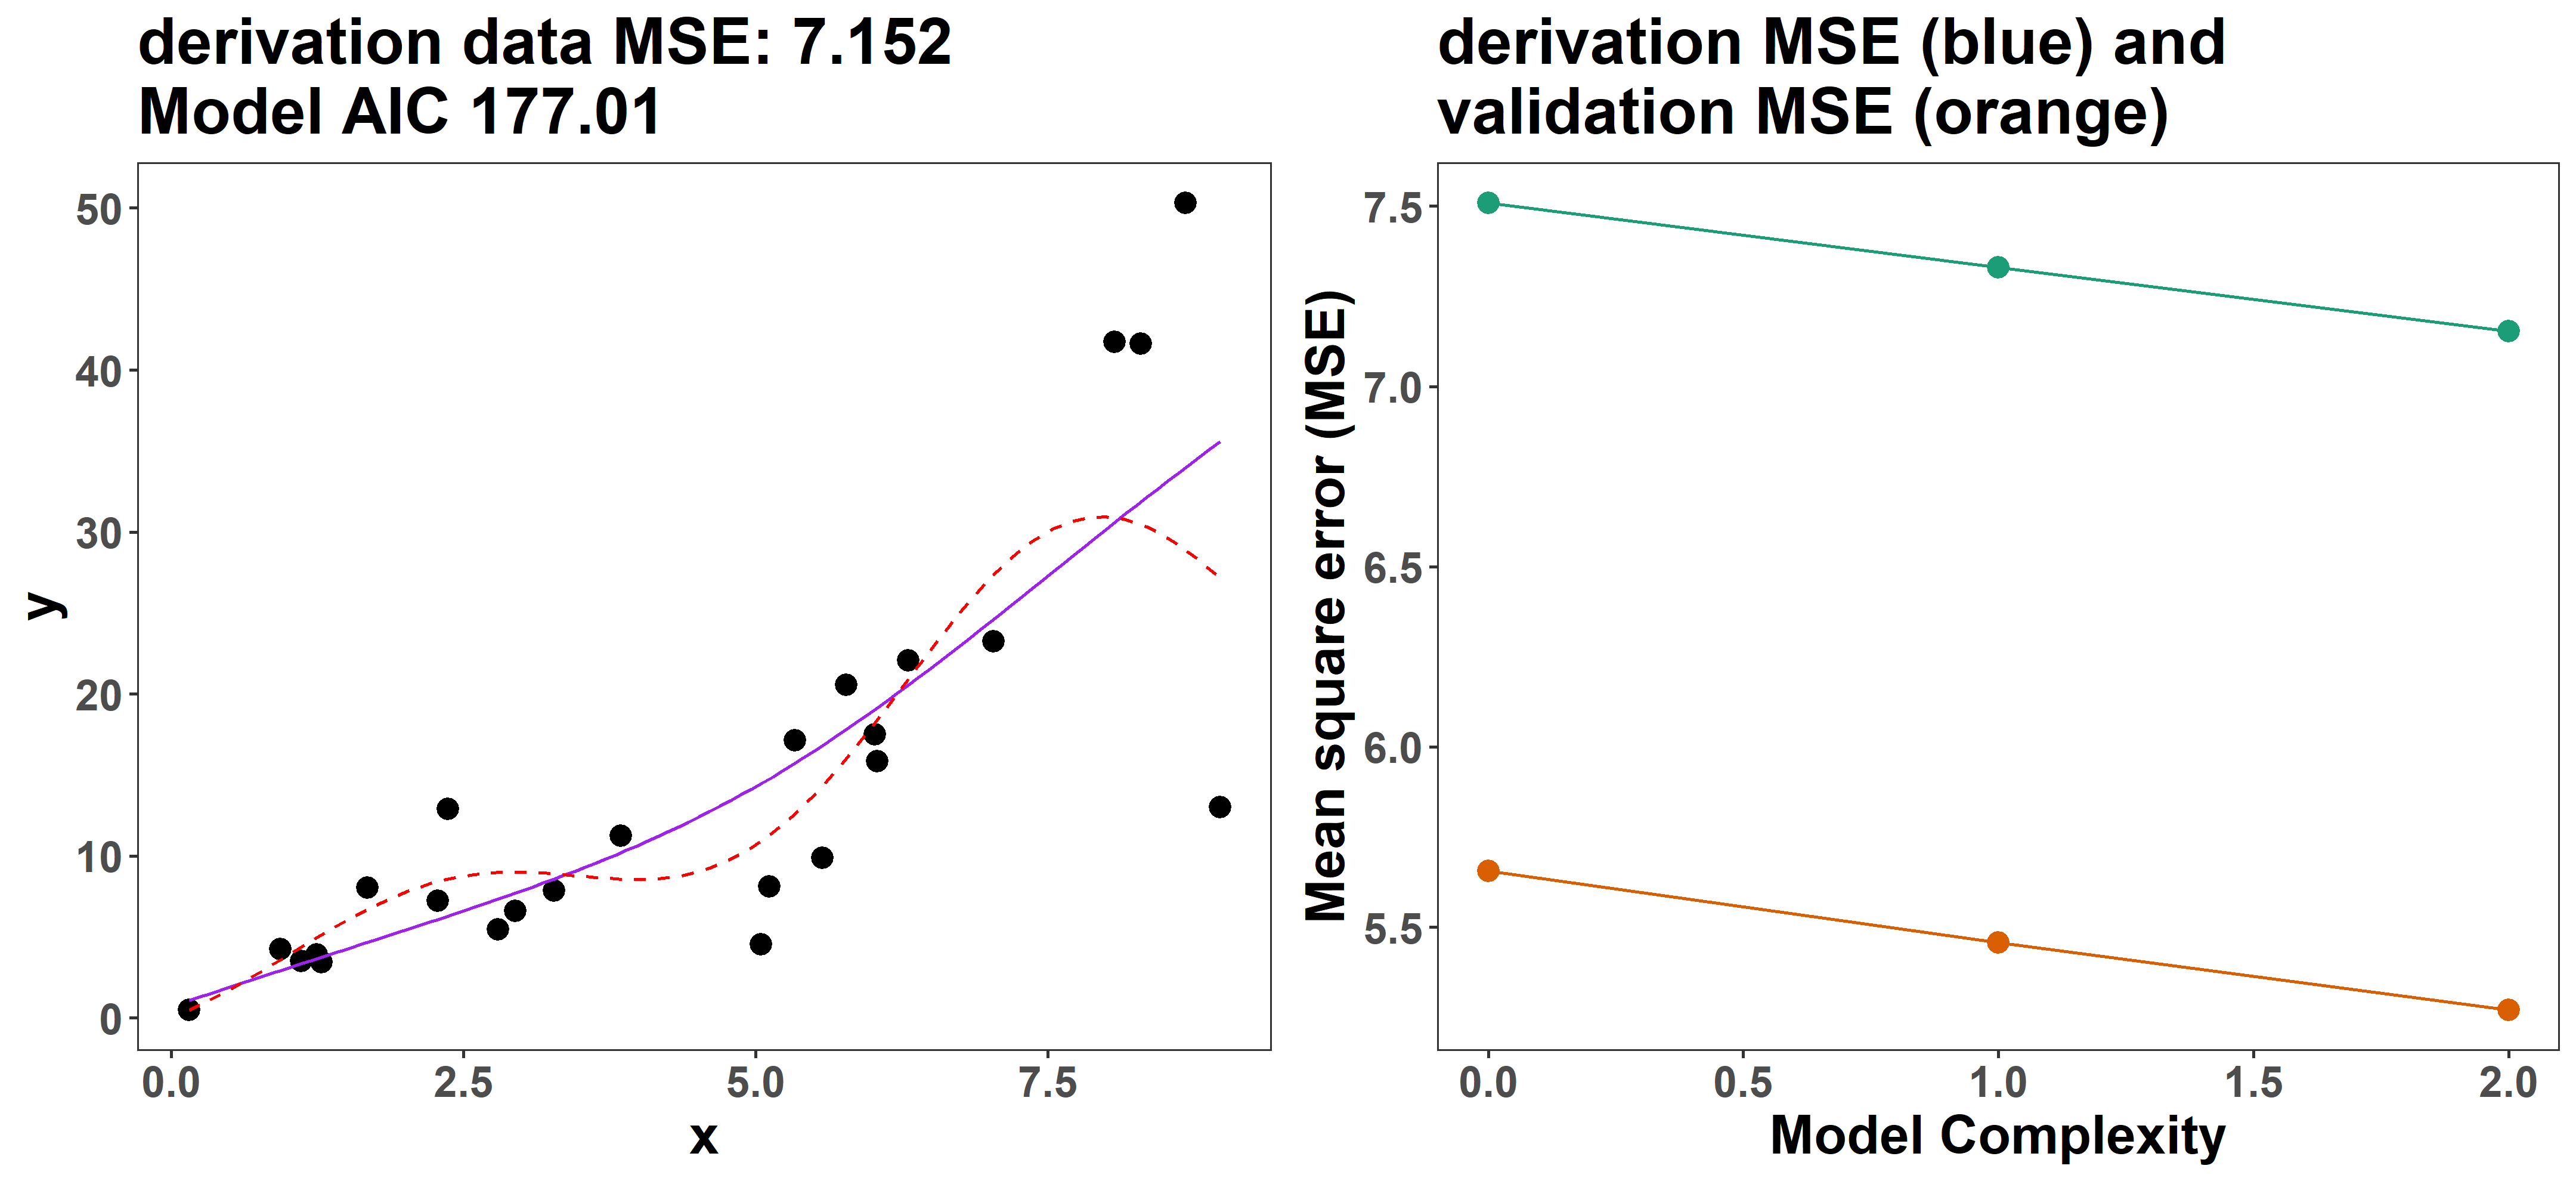 derivation data MSE: 7.152
Model AIC 177.01
50
40
30
20
10
0
y
0.0 2.5 5.0 7.5
x
derivation MSE (blue) and
validation MSE (orange)
7.5
7.0
6.5
6.0
5.5
Mean square error (MSE)
0.0 0.5 1.0 1.5 2.0
Model Complexity